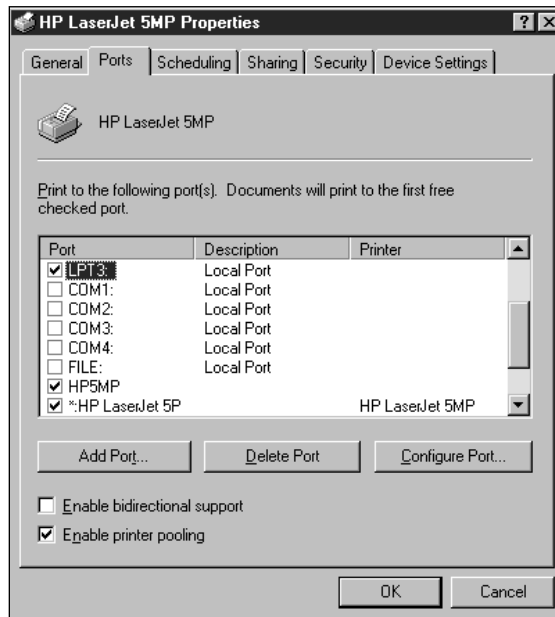 HP LaserJet 5MP Properties
General Ports Scheduling Sharing Security Device Settings
HP LaserJet 5MP
Print to the following port(s). Documents will print to the first free
checked port.
Port Description Printer
LPT3: Local Port
COM1: Local Port
COM2: Local Port
COM3: Local Port
COM4: Local Port
FILE: Local Port
HP5MP
*:HP LaserJet 5P HP LaserJet 5MP
Add Port... Delete Port Configure Port...
Enable bidirectional support
Enable printer pooling
OK Cancel